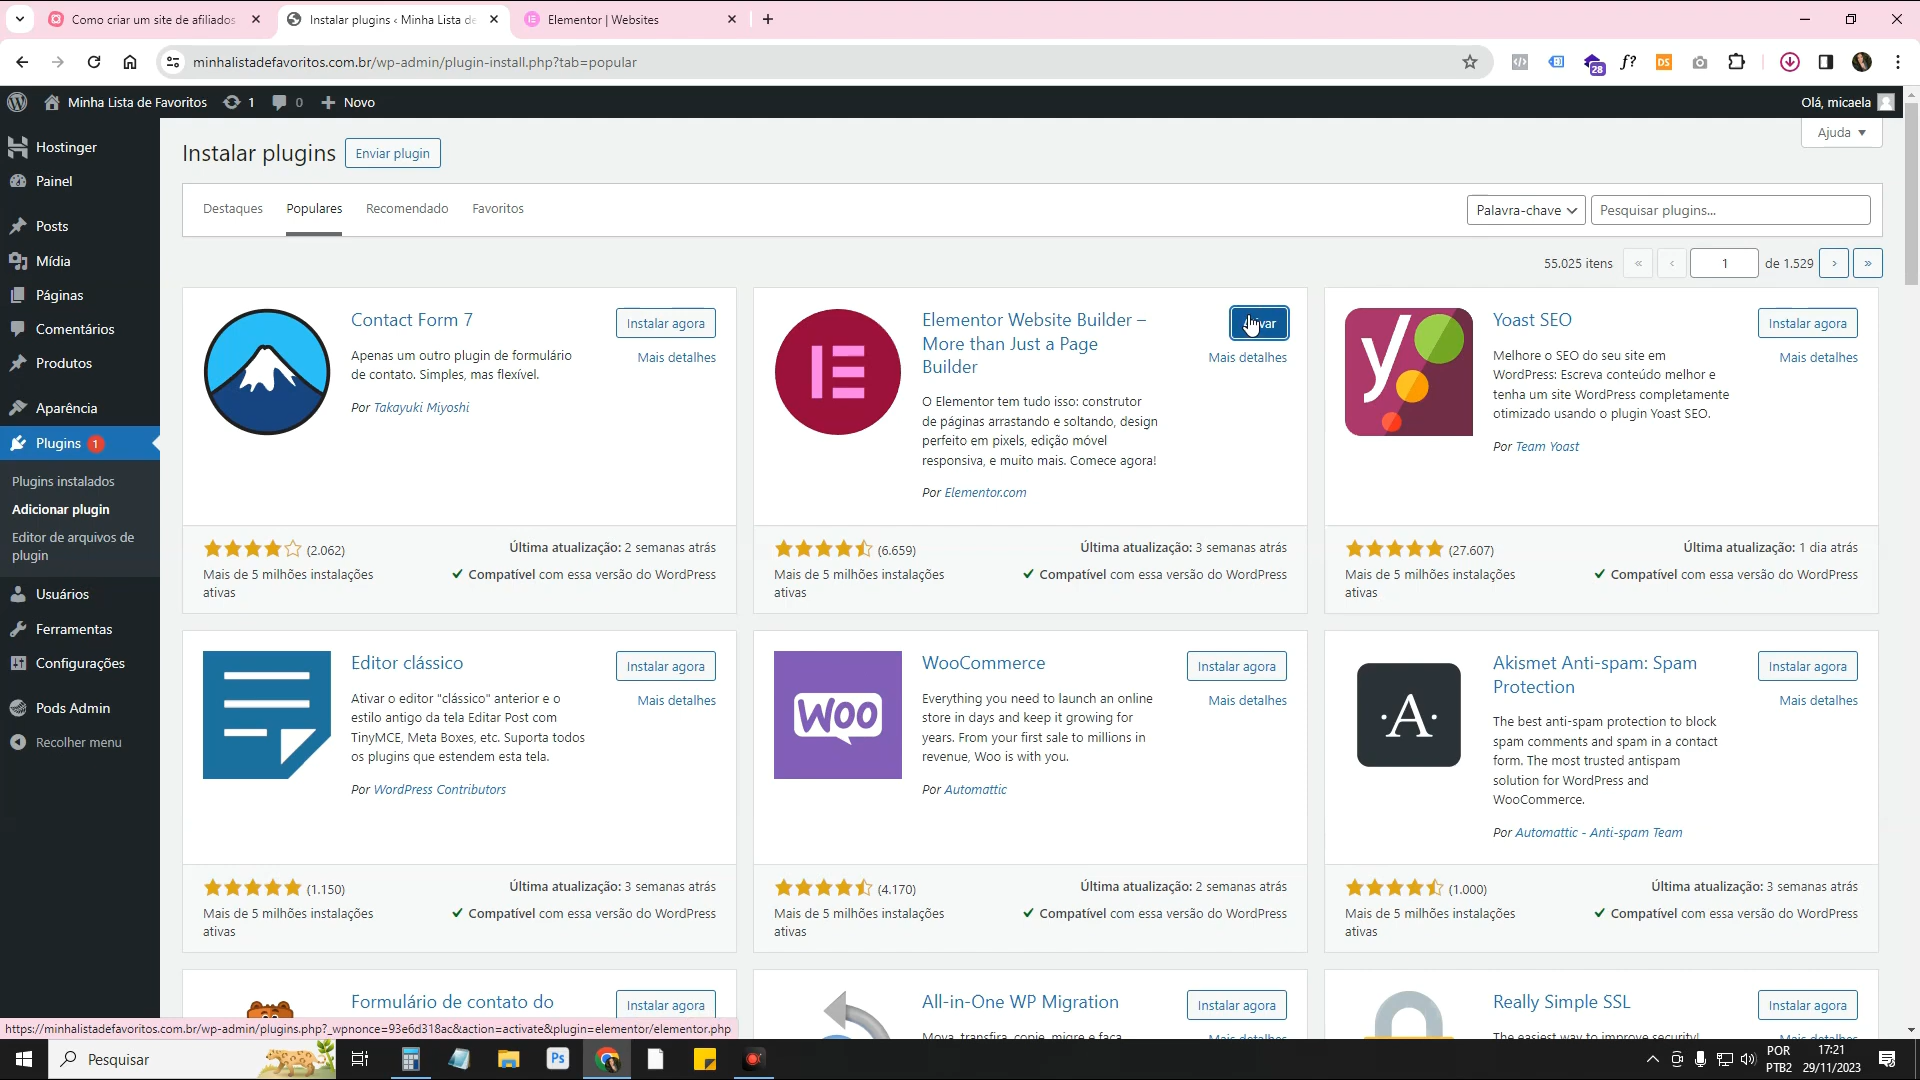 Como criar um site de afiliados
Instalar plugins ‹ Minha Lista de
Elementor | Websites
minhalistadefavoritos.com.br/wp-admin/plugin-install.php?tab=popular
28
f?
DS
Minha Lista de Favoritos
1
0
Novo
Olá, micaela
Hostinger
Painel
Posts
Mídia
Páginas
Comentários
Produtos
Aparência
Plugins 1
Plugins instalados
Adicionar plugin
Editor de arquivos de
plugin
Usuários
Ferramentas
Configurações
Pods Admin
Recolher menu
Ajuda
Instalar plugins
Enviar plugin
Destaques
Populares
Recomendado
Favoritos
Palavra-chave
Pesquisar plugins...
55.025 itens
«
‹
1
de 1.529
›
»
Contact Form 7
Instalar agora
Mais detalhes
Apenas um outro plugin de formulário
de contato. Simples, mas flexível.
Por Takayuki Miyoshi
(2.062)
Última atualização: 2 semanas atrás
Mais de 5 milhões instalações
ativas
Compatível com essa versão do WordPress
Elementor Website Builder –
More than Just a Page
Builder
Mais detalhes
O Elementor tem tudo isso: construtor
de páginas arrastando e soltando, design
perfeito em pixels, edição móvel
responsiva, e muito mais. Comece agora!
Por Elementor.com
(6.659)
Última atualização: 3 semanas atrás
Mais de 5 milhões instalações
ativas
Compatível com essa versão do WordPress
y
Yoast SEO
Instalar agora
Mais detalhes
Melhore o SEO do seu site em
WordPress: Escreva conteúdo melhor e
tenha um site WordPress completamente
otimizado usando o plugin Yoast SEO.
Por Team Yoast
(27.607)
Última atualização: 1 dia atrás
Mais de 5 milhões instalações
ativas
Compatível com essa versão do WordPress
Editor clássico
Instalar agora
Mais detalhes
Ativar o editor "clássico" anterior e o
estilo antigo da tela Editar Post com
TinyMCE, Meta Boxes, etc. Suporta todos
os plugins que estendem esta tela.
Por WordPress Contributors
(1.150)
Última atualização: 3 semanas atrás
Mais de 5 milhões instalações
ativas
Compatível com essa versão do WordPress
WOO
WooCommerce
Instalar agora
Mais detalhes
Everything you need to launch an online
store in days and keep it growing for
years. From your first sale to millions in
revenue, Woo is with you.
Por Automattic
(4.170)
Última atualização: 2 semanas atrás
Mais de 5 milhões instalações
ativas
Compatível com essa versão do WordPress
·A·
Akismet Anti-spam: Spam
Protection
Instalar agora
Mais detalhes
The best anti-spam protection to block
spam comments and spam in a contact
form. The most trusted antispam
solution for WordPress and
WooCommerce.
Por Automattic - Anti-spam Team
(1.000)
Última atualização: 3 semanas atrás
Mais de 5 milhões instalações
ativas
Compatível com essa versão do WordPress
Formulário de contato do
Instalar agora
All-in-One WP Migration
Instalar agora
Mova, transfira, copie, migre e faça
Mais detalhes
Really Simple SSL
Instalar agora
The easiest way to improve security!
Mais detalhes
https://minhalistadefavoritos.com.br/wp-admin/plugins.php?_wpnonce=93e6d318ac&action=activate&plugin=elementor/elementor.php
Pesquisar
Ps
POR
PTB2
17:21
29/11/2023